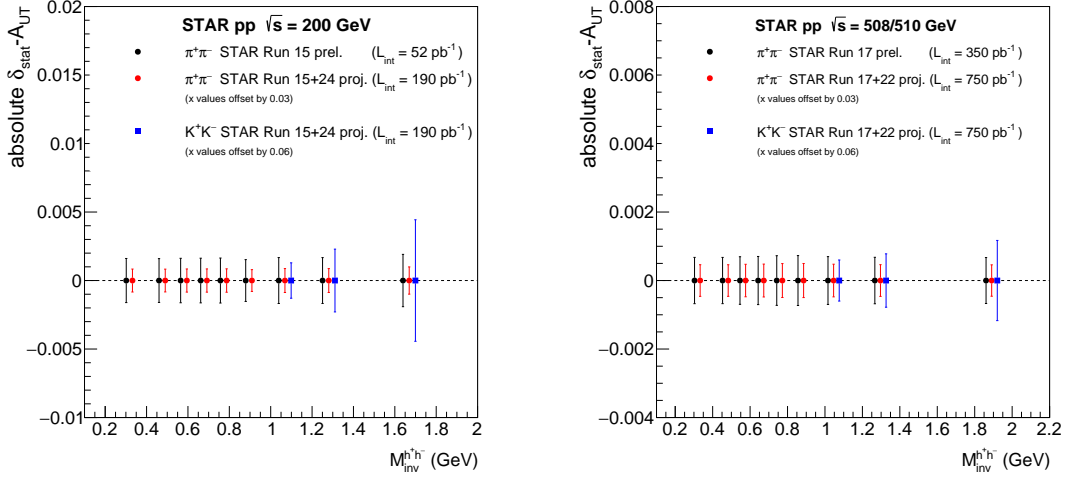 STAR pp √s = 200 GeV
π⁺π⁻ STAR Run 15 prel. (L_int = 52 pb⁻¹)
π⁺π⁻ STAR Run 15+24 proj. (L_int = 190 pb⁻¹)
(x values offset by 0.03)
K⁺K⁻ STAR Run 15+24 proj. (L_int = 190 pb⁻¹)
(x values offset by 0.06)
absolute δ_stat-A_UT
0.02
0.015
0.01
0.005
0
−0.005
−0.01
0.2 0.4 0.6 0.8 1 1.2 1.4 1.6 1.8 2
M_inv^h⁺h⁻ (GeV)
STAR pp √s = 508/510 GeV
π⁺π⁻ STAR Run 17 prel. (L_int = 350 pb⁻¹)
π⁺π⁻ STAR Run 17+22 proj. (L_int = 750 pb⁻¹)
(x values offset by 0.03)
K⁺K⁻ STAR Run 17+22 proj. (L_int = 750 pb⁻¹)
(x values offset by 0.06)
absolute δ_stat-A_UT
0.008
0.006
0.004
0.002
0
−0.002
−0.004
0.2 0.4 0.6 0.8 1 1.2 1.4 1.6 1.8 2 2.2
M_inv^h⁺h⁻ (GeV)